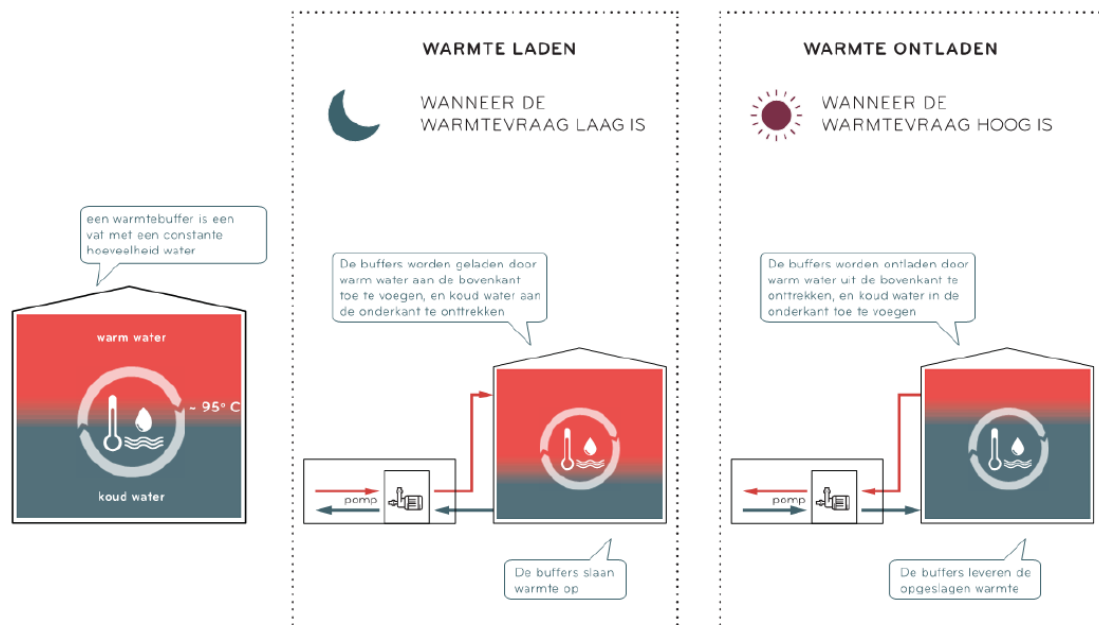 een warmtebuffer is een
vat met een constante
hoeveelheid water
warm water
~ 95° C
koud water
WARMTE LADEN
WANNEER DE
WARMTEVRAAG LAAG IS
De buffers worden geladen door
warm water aan de bovenkant
toe te voegen, en koud water aan
de onderkant te onttrekken
pomp
De buffers slaan
warmte op
WARMTE ONTLADEN
WANNEER DE
WARMTEVRAAG HOOG IS
De buffers worden ontladen door
warm water uit de bovenkant te
onttrekken, en koud water in de
onderkant toe te voegen
pomp
De buffers leveren de
opgeslagen warmte